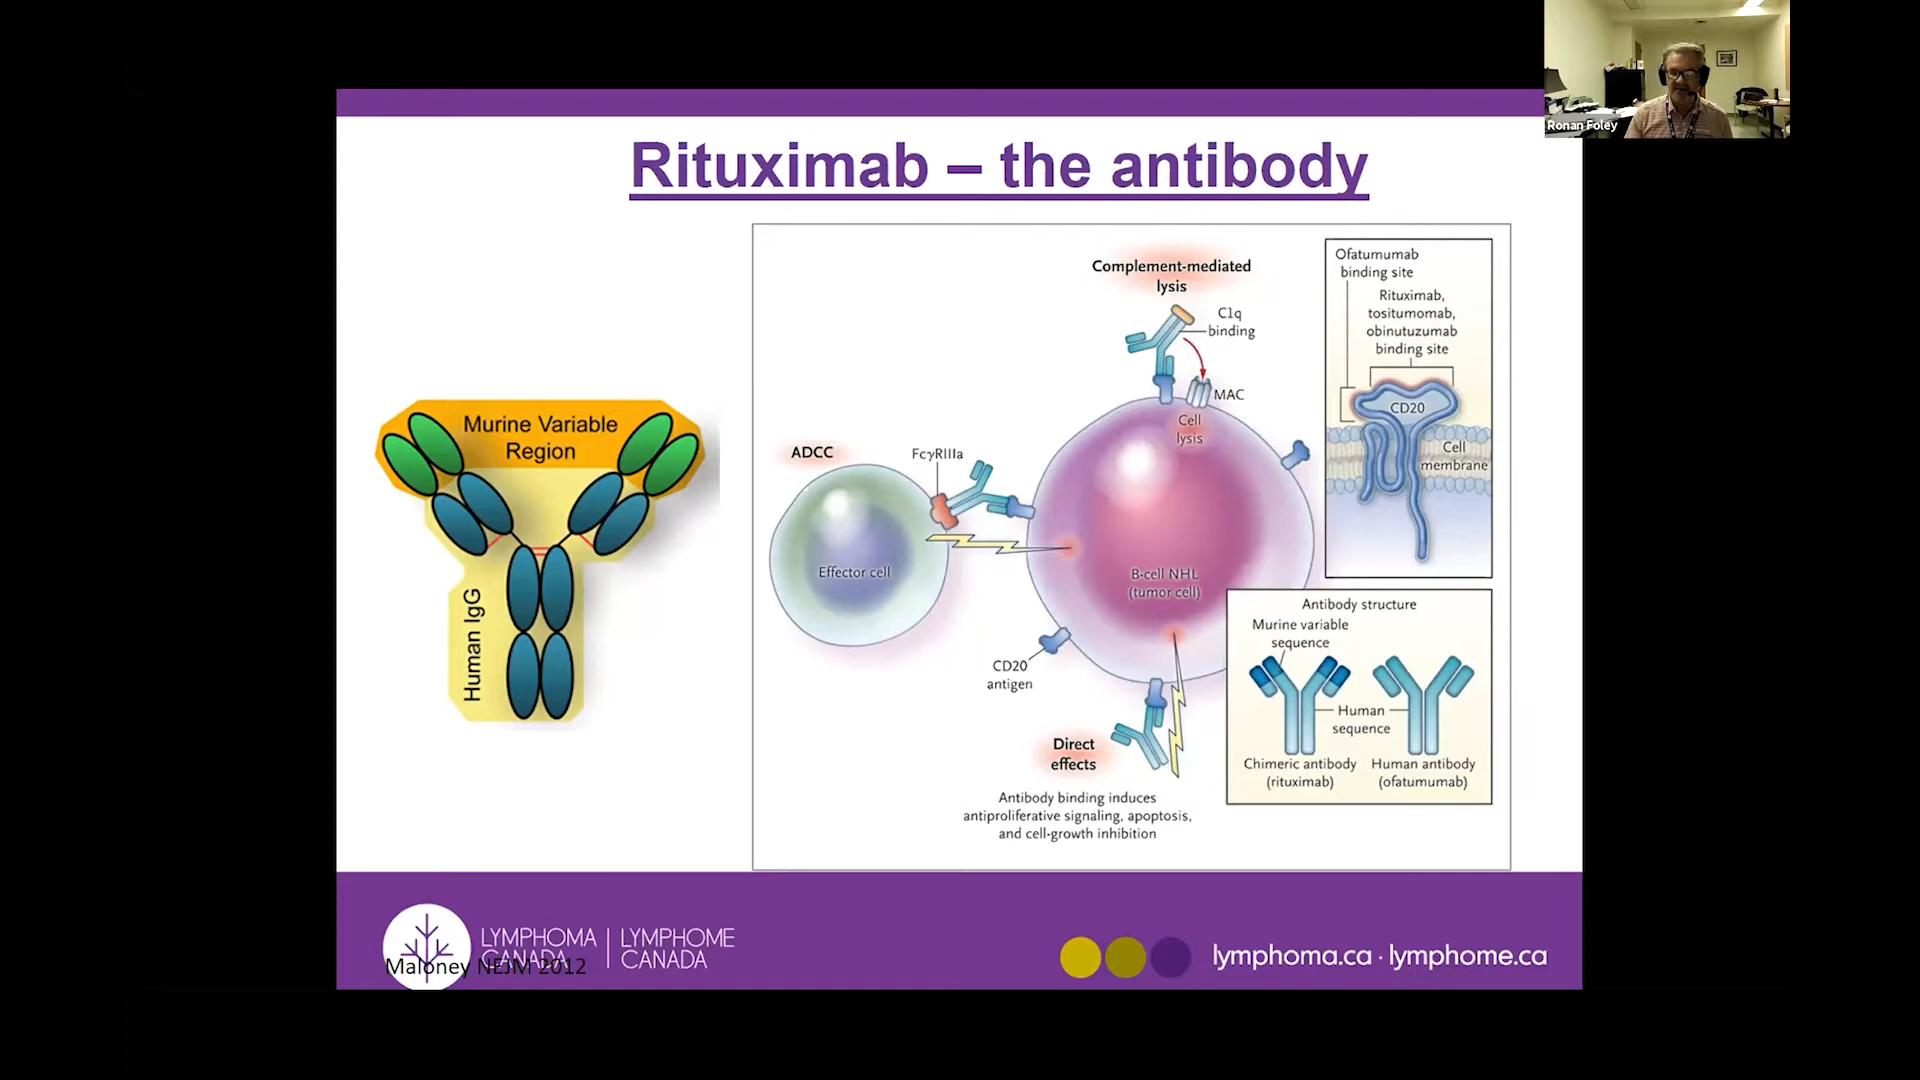 Ronan Foley
Rituximab – the antibody
Murine Variable
Region
Human IgG
Complement-mediated
lysis
C1q
binding
MAC
Cell
lysis
ADCC
FcγRIIIa
Effector cell
B-cell NHL
(tumor cell)
CD20
antigen
Direct
effects
Antibody binding induces
antiproliferative signaling, apoptosis,
and cell-growth inhibition
Ofatumumab
binding site
Rituximab,
tositumomab,
obinutuzumab
binding site
CD20
Cell
membrane
Antibody structure
Murine variable
sequence
Human
sequence
Chimeric antibody
(rituximab)
Human antibody
(ofatumumab)
LYMPHOMA
CANADA
LYMPHOME
CANADA
Maloney NEJM 2012
lymphoma.ca · lymphome.ca